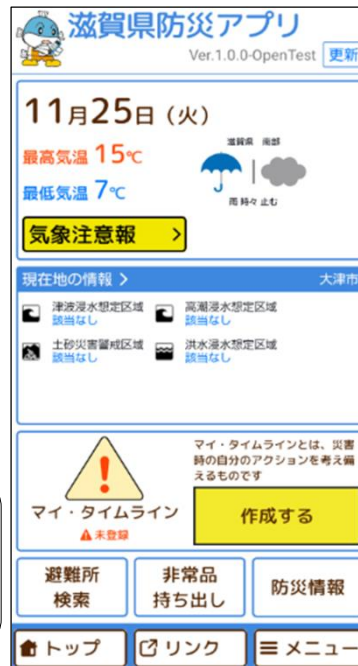 滋賀県防災アプリ
Ver.1.0.0-OpenTest
更新
11月25日（火）
滋賀県 南部
最高気温 15℃
最低気温 7℃
雨 時々 止む
気象注意報 >
現在地の情報 >
大津市
津波浸水想定区域
該当なし
高潮浸水想定区域
該当なし
土砂災害警戒区域
該当なし
洪水浸水想定区域
該当なし
マイ・タイムラインとは、災害
時の自分のアクションを考え備
えるものです
マイ・タイムライン
未登録
作成する
避難所
検索
非常品
持ち出し
防災情報
トップ
リンク
メニュー